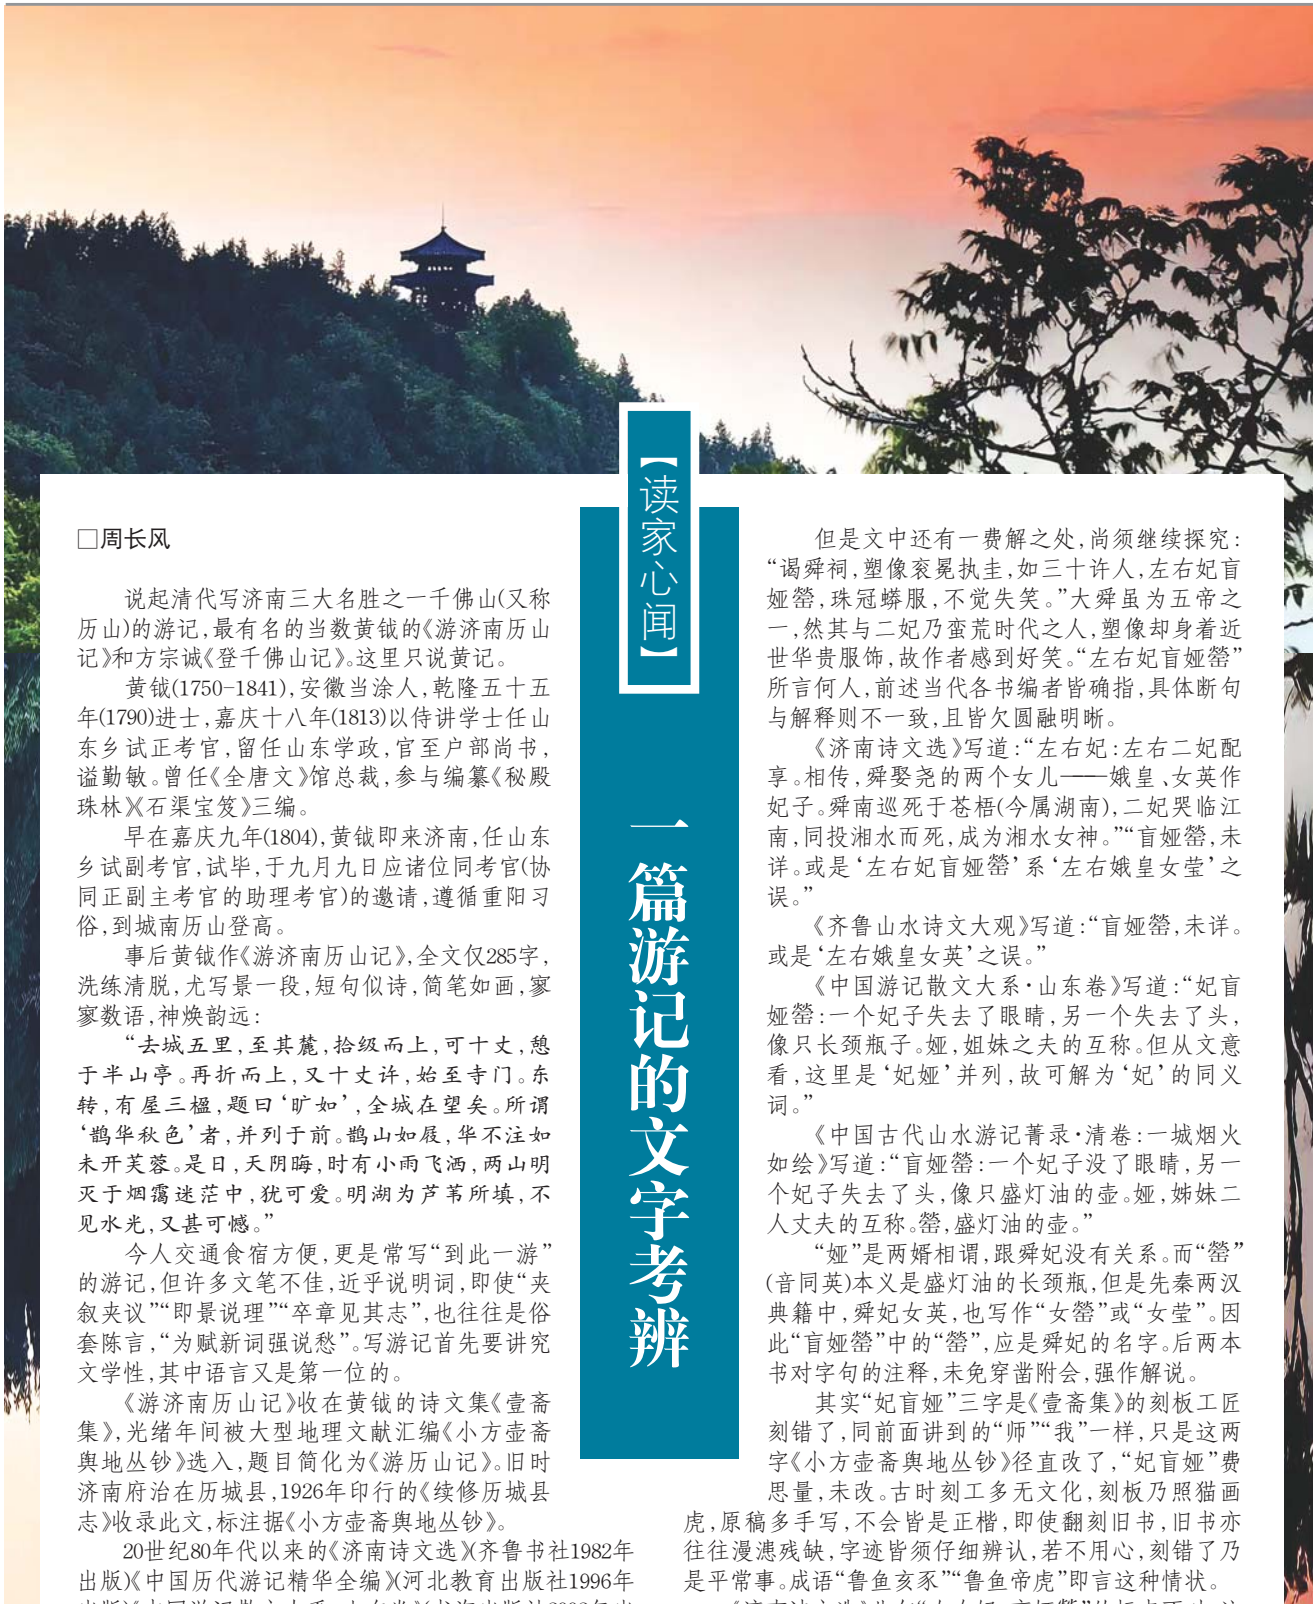 【读家心闻】
一篇游记的文字考辨
□周长风
说起清代写济南三大名胜之一千佛山(又称
历山)的游记,最有名的当数黄钺的《游济南历山
记》和方宗诚《登千佛山记》。这里只说黄记。
黄钺(1750-1841),安徽当涂人,乾隆五十五
年(1790)进士,嘉庆十八年(1813)以侍讲学士任山
东乡试正考官,留任山东学政,官至户部尚书,
谥勤敏。曾任《全唐文》馆总裁,参与编纂《秘殿
珠林》《石渠宝笈》三编。
早在嘉庆九年(1804),黄钺即来济南,任山东
乡试副考官,试毕,于九月九日应诸位同考官(协
同正副主考官的助理考官)的邀请,遵循重阳习
俗,到城南历山登高。
事后黄钺作《游济南历山记》,全文仅285字,
洗练清脱,尤写景一段,短句似诗,简笔如画,寥
寥数语,神焕韵远:
“去城五里,至其麓,拾级而上,可十丈,憩
于半山亭。再折而上,又十丈许,始至寺门。东
转,有屋三楹,题曰‘旷如’,全城在望矣。所谓
‘鹊华秋色’者,并列于前。鹊山如屐,华不注如
未开芙蓉。是日,天阴晦,时有小雨飞洒,两山明
灭于烟霭迷茫中,犹可爱。明湖为芦苇所填,不
见水光,又甚可憾。”
今人交通食宿方便,更是常写“到此一游”
的游记,但许多文笔不佳,近乎说明词,即使“夹
叙夹议”“即景说理”“卒章见其志”,也往往是俗
套陈言,“为赋新词强说愁”。写游记首先要讲究
文学性,其中语言又是第一位的。
《游济南历山记》收在黄钺的诗文集《壹斋
集》,光绪年间被大型地理文献汇编《小方壶斋
舆地丛钞》选入,题目简化为《游历山记》。旧时
济南府治在历城县,1926年印行的《续修历城县
志》收录此文,标注据《小方壶斋舆地丛钞》。
20世纪80年代以来的《济南诗文选》(齐鲁书社1982年
出版)《中国历代游记精华全编》(河北教育出版社1996年
但是文中还有一费解之处,尚须继续探究:
“谒舜祠,塑像衮冕执圭,如三十许人,左右妃盲
娅罃,珠冠蟒服,不觉失笑。”大舜虽为五帝之
一,然其与二妃乃蛮荒时代之人,塑像却身着近
世华贵服饰,故作者感到好笑。“左右妃盲娅罃”
所言何人,前述当代各书编者皆确指,具体断句
与解释则不一致,且皆欠圆融明晰。
《济南诗文选》写道:“左右妃:左右二妃配
享。相传,舜娶尧的两个女儿——娥皇、女英作
妃子。舜南巡死于苍梧(今属湖南),二妃哭临江
南,同投湘水而死,成为湘水女神。”“盲娅罃,未
详。或是‘左右妃盲娅罃’系‘左右娥皇女莹’之
误。”
《齐鲁山水诗文大观》写道:“盲娅罃,未详。
或是‘左右娥皇女英’之误。”
《中国游记散文大系·山东卷》写道:“妃盲
娅罃:一个妃子失去了眼睛,另一个失去了头,
像只长颈瓶子。娅,姐妹之夫的互称。但从文意
看,这里是‘妃娅’并列,故可解为‘妃’的同义
词。”
《中国古代山水游记菁录·清卷:一城烟火
如绘》写道:“盲娅罃:一个妃子没了眼睛,另一
个妃子失去了头,像只盛灯油的壶。娅,姊妹二
人丈夫的互称。罃,盛灯油的壶。”
“娅”是两婿相谓,跟舜妃没有关系。而“罃”
(音同英)本义是盛灯油的长颈瓶,但是先秦两汉
典籍中,舜妃女英,也写作“女罃”或“女莹”。因
此“盲娅罃”中的“罃”,应是舜妃的名字。后两本
书对字句的注释,未免穿凿附会,强作解说。
其实“妃盲娅”三字是《壹斋集》的刻板工匠
刻错了,同前面讲到的“师”“我”一样,只是这两
字《小方壶斋舆地丛钞》径直改了,“妃盲娅”费
思量,未改。古时刻工多无文化,刻板乃照猫画
虎,原稿多手写,不会皆是正楷,即使翻刻旧书,旧书亦
往往漫漶残缺,字迹皆须仔细辨认,若不用心,刻错了乃
是平常事。成语“鲁鱼亥豕”“鲁鱼帝虎”即言这种情状。